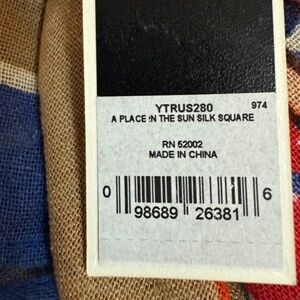 YTRUS280 974
A PLACE IN THE SUN SILK SQUARE
RN 52002
MADE IN CHINA
0 98689 26381 6